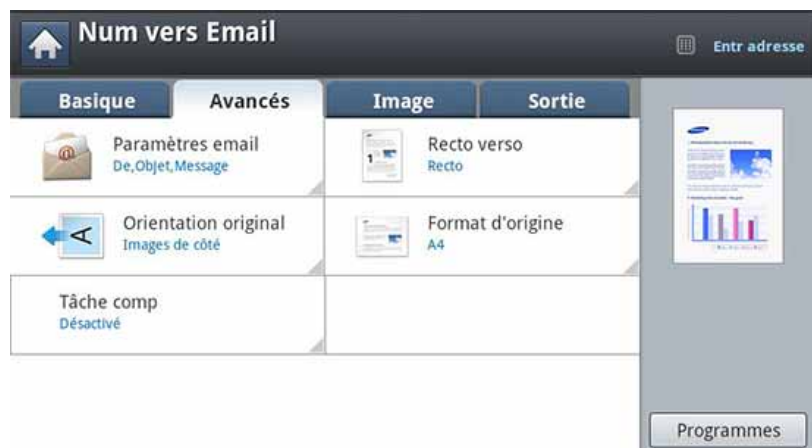 Num vers Email
Entr adresse
Basique
Avancés
Image
Sortie
Paramètres email
De,Objet,Message
Recto verso
Recto
Orientation original
Images de côté
Format d'origine
A4
Tâche comp
Désactivé
Programmes